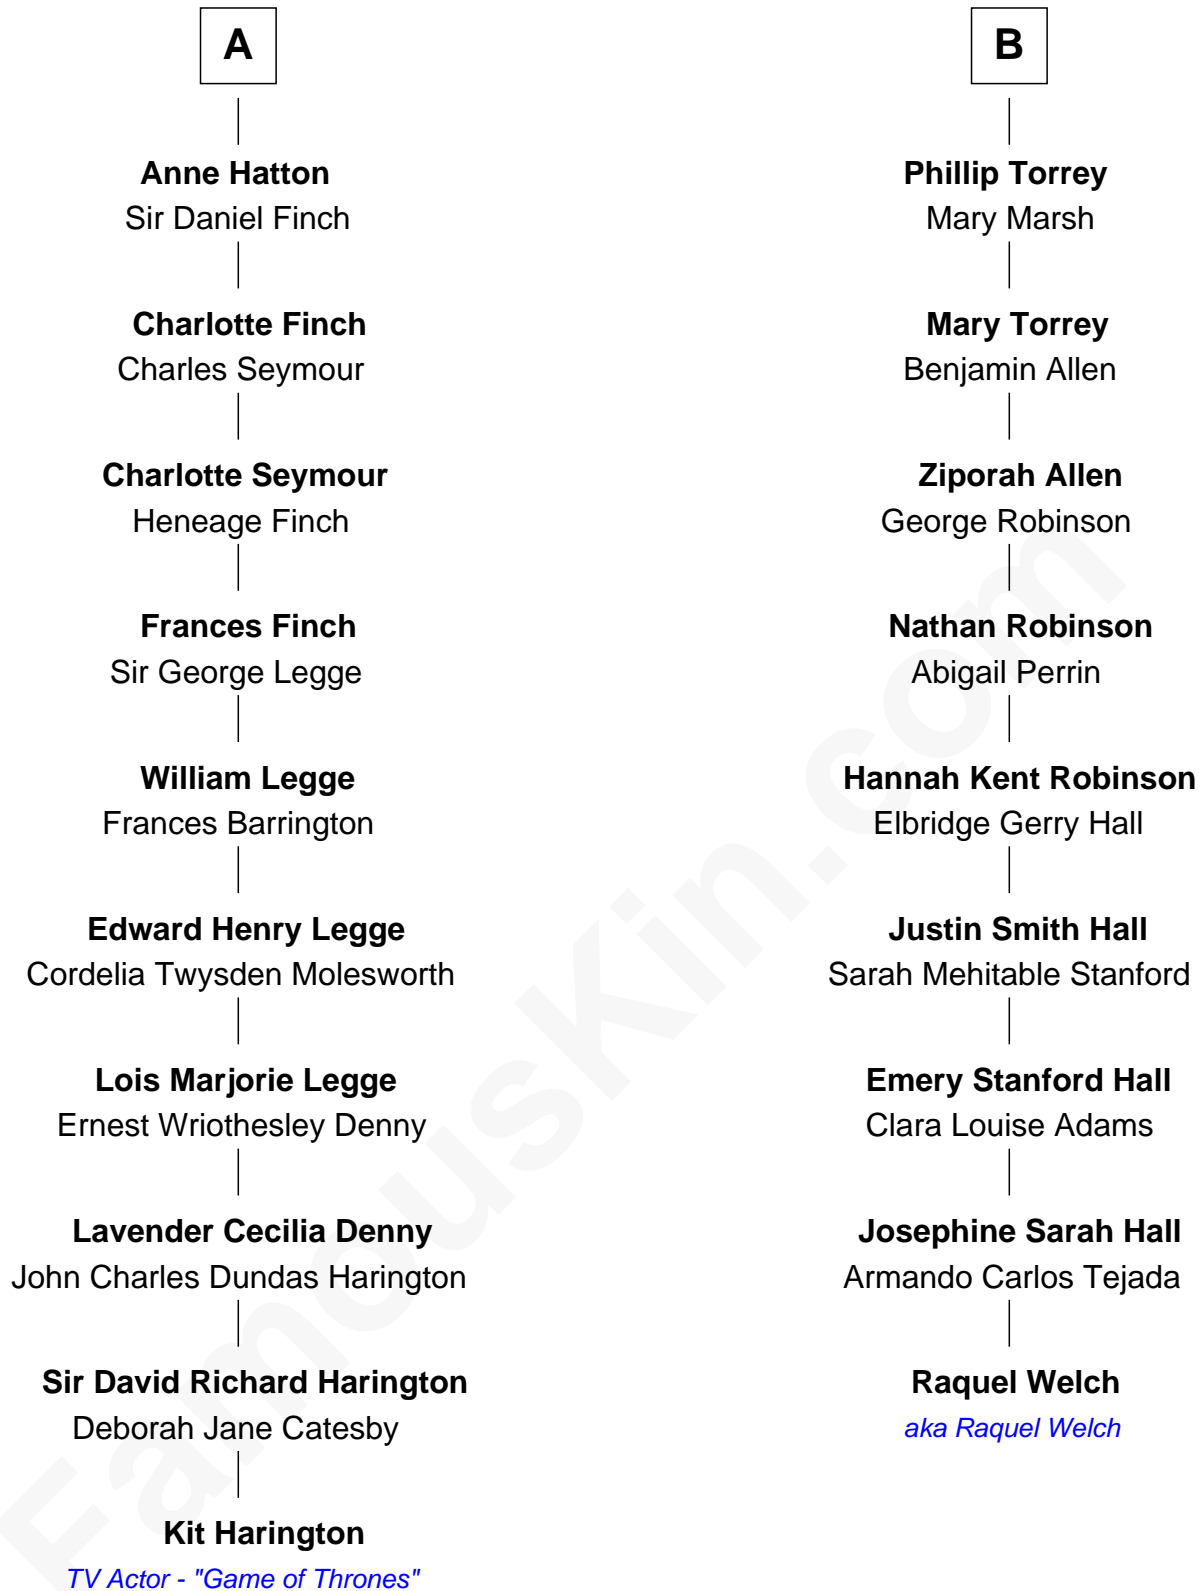 A
Anne Hatton
Sir Daniel Finch
Charlotte Finch
Charles Seymour
Charlotte Seymour
Heneage Finch
Frances Finch
Sir George Legge
William Legge
Frances Barrington
Edward Henry Legge
Cordelia Twysden Molesworth
Lois Marjorie Legge
Ernest Wriothesley Denny
Lavender Cecilia Denny
John Charles Dundas Harington
Sir David Richard Harington
Deborah Jane Catesby
Kit Harington
TV Actor - "Game of Thrones"
B
Phillip Torrey
Mary Marsh
Mary Torrey
Benjamin Allen
Ziporah Allen
George Robinson
Nathan Robinson
Abigail Perrin
Hannah Kent Robinson
Elbridge Gerry Hall
Justin Smith Hall
Sarah Mehitable Stanford
Emery Stanford Hall
Clara Louise Adams
Josephine Sarah Hall
Armando Carlos Tejada
Raquel Welch
aka Raquel Welch
FamousKin.com